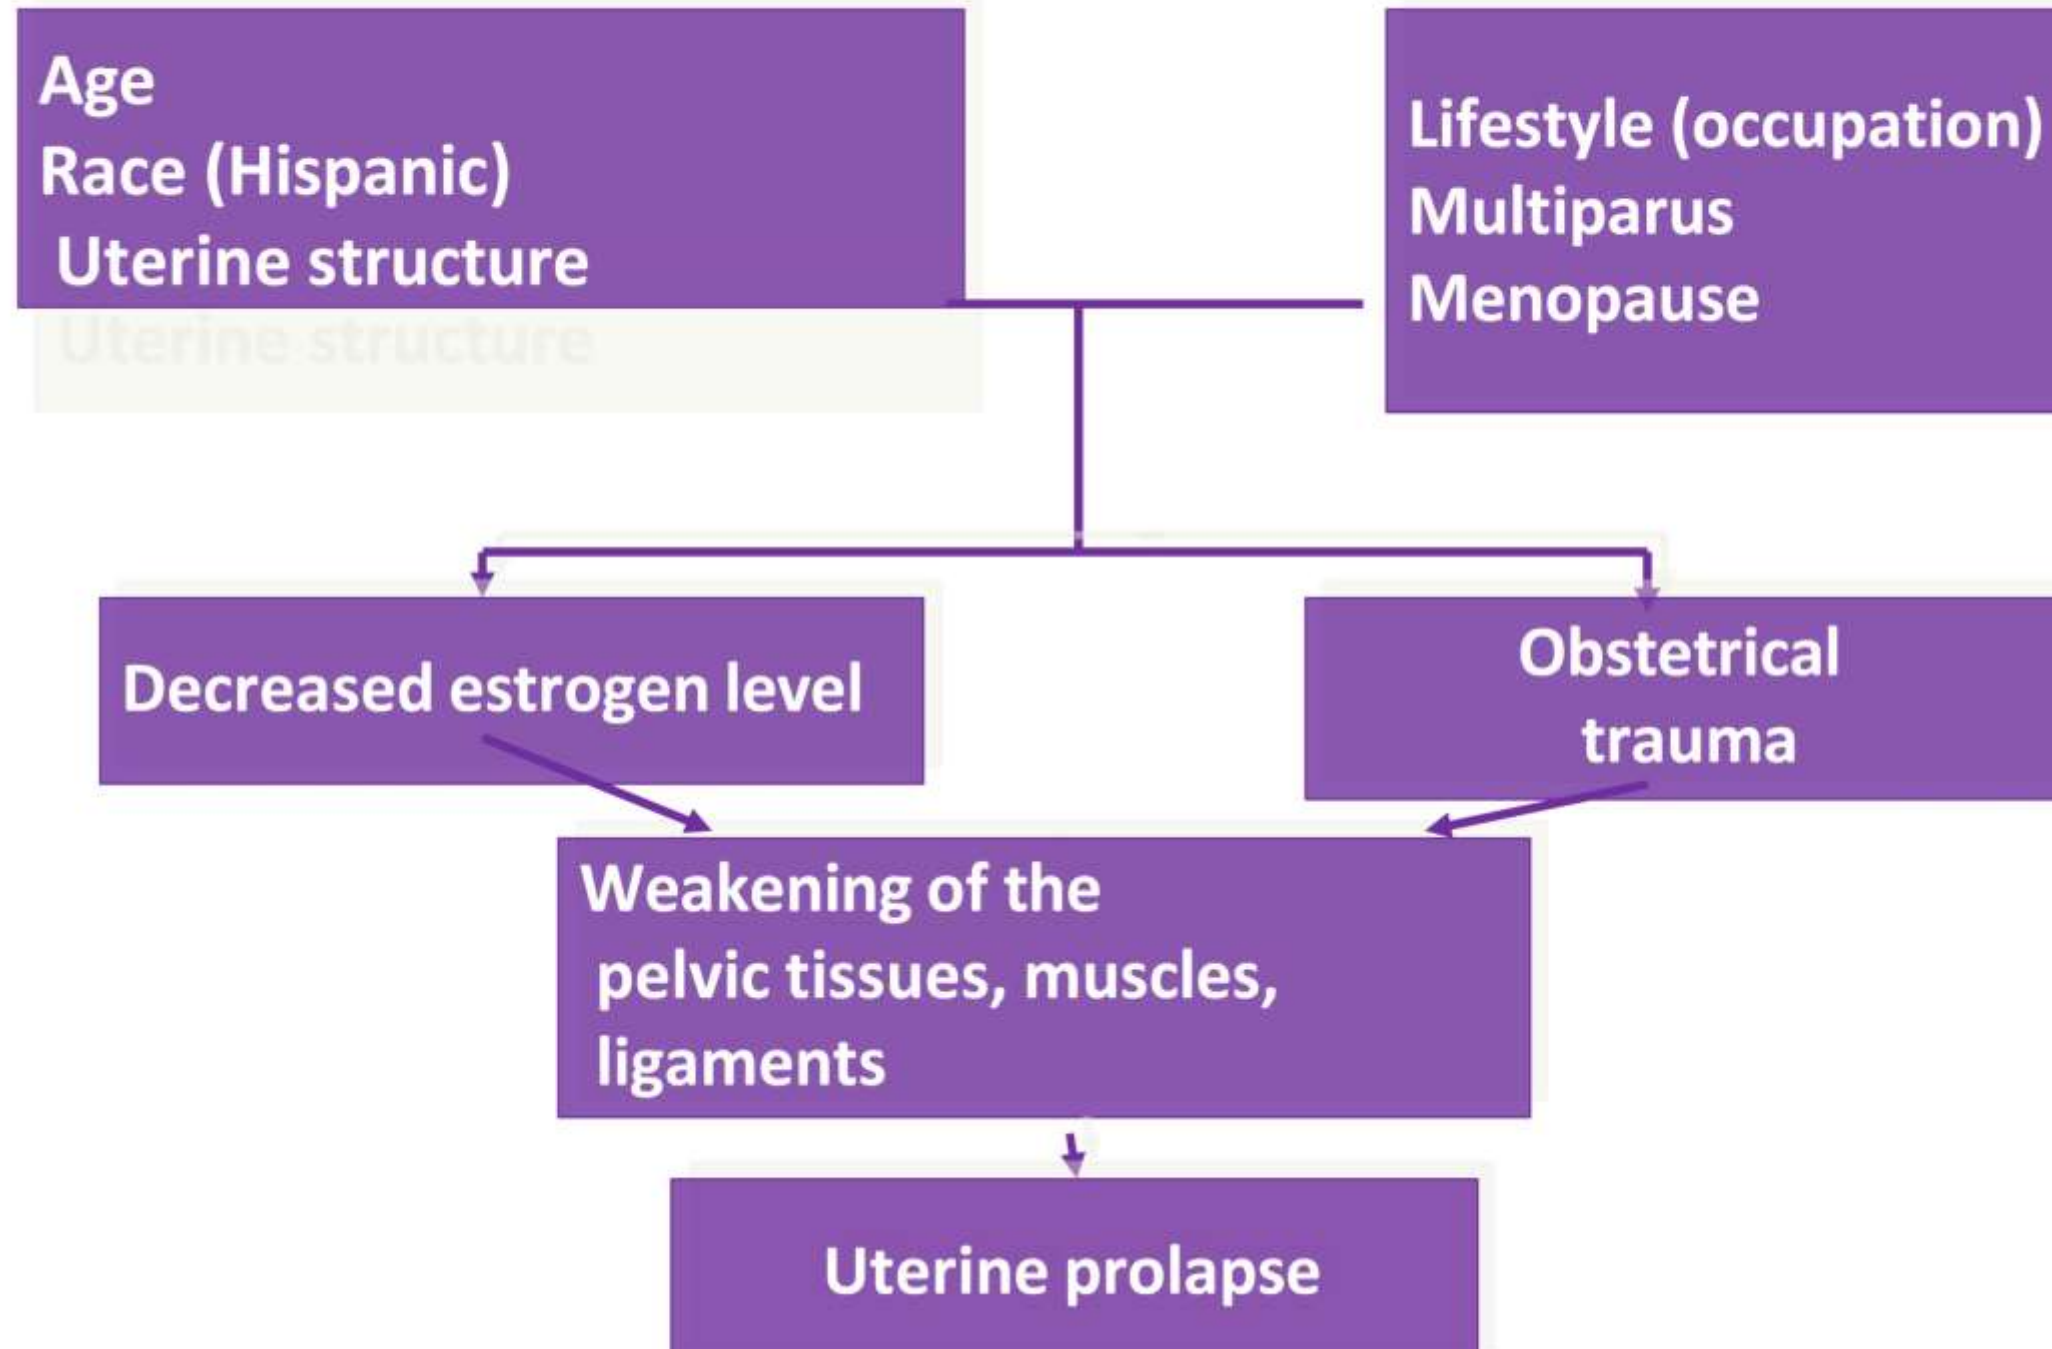 Age
Race (Hispanic)
Uterine structure
Uterine structure
Lifestyle (occupation)
Multiparus
Menopause
Decreased estrogen level
Obstetrical
trauma
Weakening of the
pelvic tissues, muscles,
ligaments
Uterine prolapse